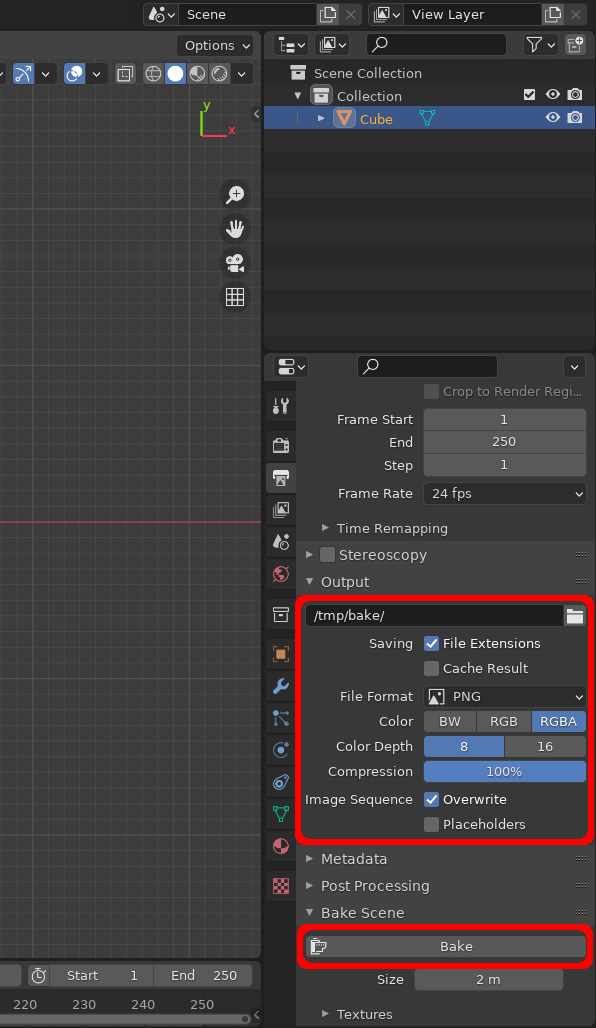 Scene
View Layer
Options
y
x
Scene Collection
Collection
Cube
Crop to Render Regi...
Frame Start 1
End 250
Step 1
Frame Rate 24 fps
Time Remapping
Stereoscopy
Output
/tmp/bake/
Saving File Extensions
Cache Result
File Format PNG
Color BW RGB RGBA
Color Depth 8 16
Compression 100%
Image Sequence Overwrite
Placeholders
Metadata
Post Processing
Bake Scene
Bake
Size 2 m
Textures
Start 1 End 250
220 230 240 250